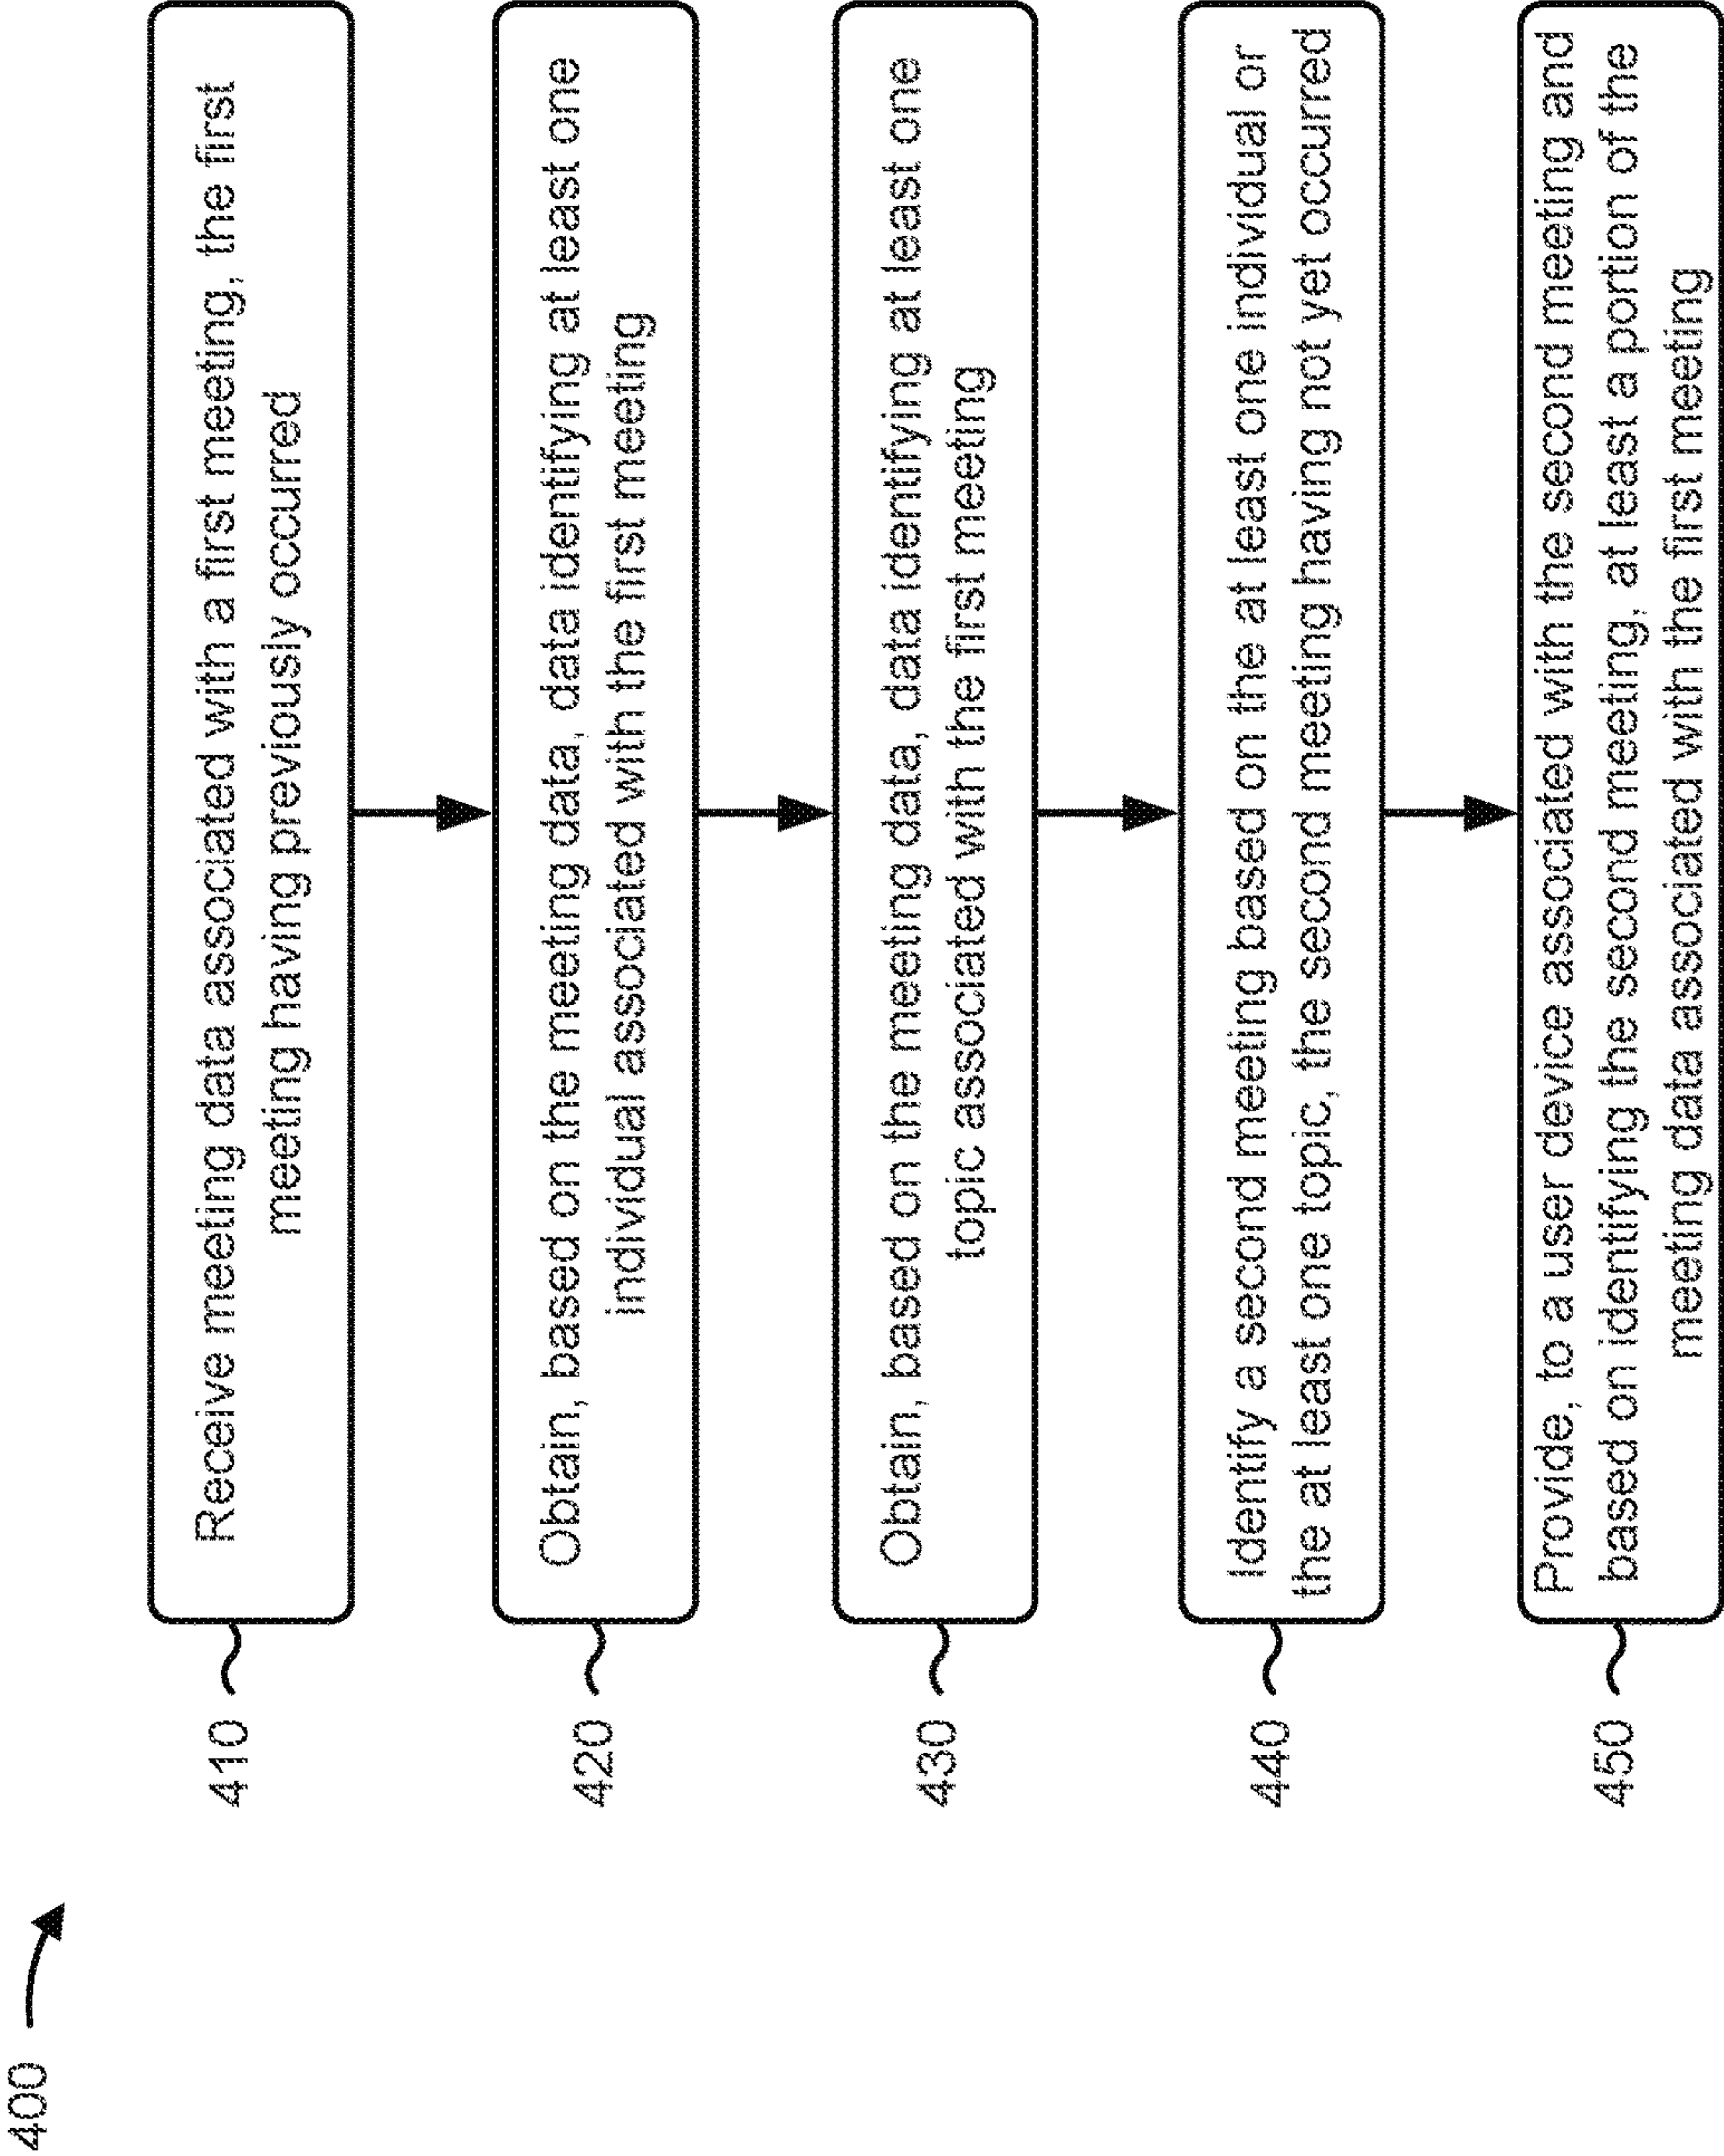 400
410
Receive meeting data associated with a first meeting, the first
meeting having previously occurred
420
Obtain, based on the meeting data, data identifying at least one
individual associated with the first meeting
430
Obtain, based on the meeting data, data identifying at least one
topic associated with the first meeting
440
Identify a second meeting based on the at least one individual or
the at least one topic, the second meeting having not yet occurred
450
Provide, to a user device associated with the second meeting and
based on identifying the second meeting, at least a portion of the
meeting data associated with the first meeting